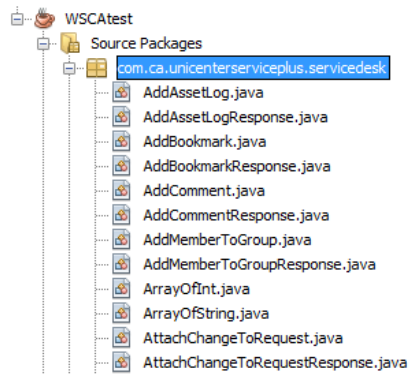 WSCAtest
Source Packages
com.ca.unicenterserviceplus.servicedesk
AddAssetLog.java
AddAssetLogResponse.java
AddBookmark.java
AddBookmarkResponse.java
AddComment.java
AddCommentResponse.java
AddMemberToGroup.java
AddMemberToGroupResponse.java
ArrayOfInt.java
ArrayOfString.java
AttachChangeToRequest.java
AttachChangeToRequestResponse.java